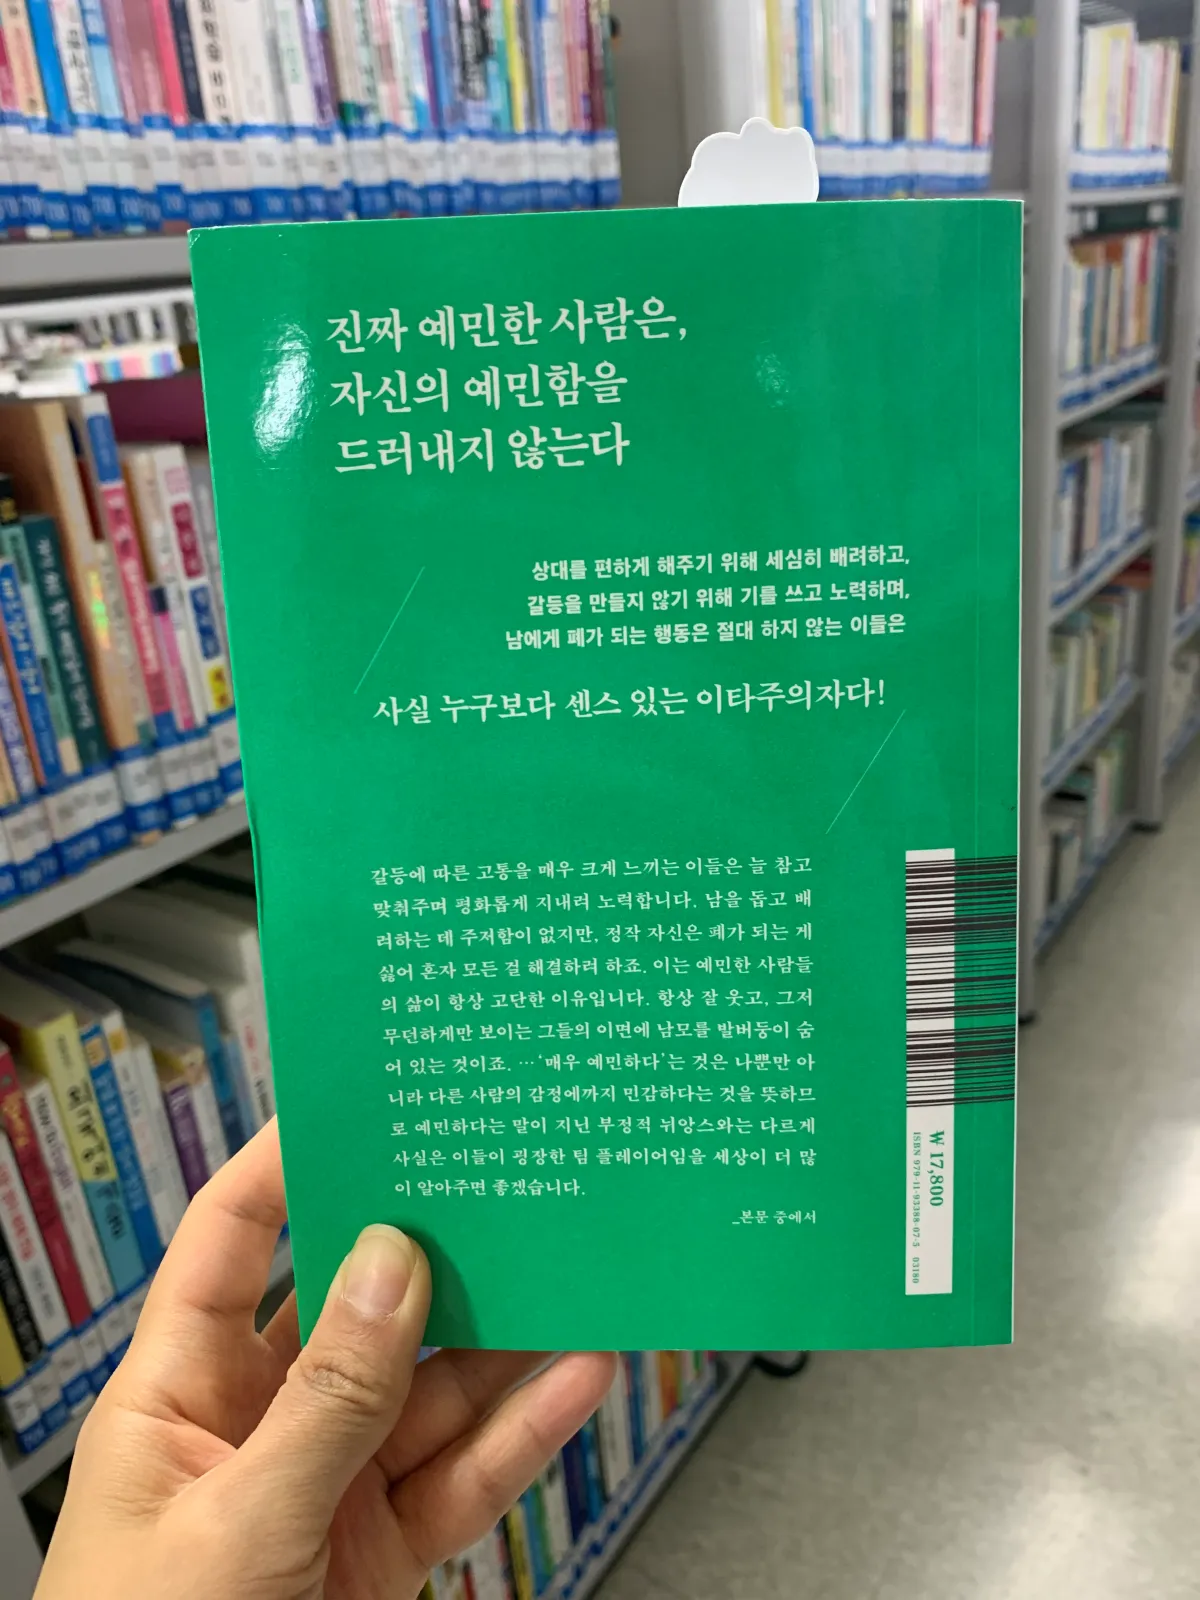 진짜 예민한 사람은,
자신의 예민함을
드러내지 않는다
상대를 편하게 해주기 위해 세심히 배려하고,
갈등을 만들지 않기 위해 기를 쓰고 노력하며,
남에게 폐가 되는 행동은 절대 하지 않는 이들은
사실 누구보다 센스 있는 이타주의자다!
갈등에 따른 고통을 매우 크게 느끼는 이들은 늘 참고
맞춰주며 평화롭게 지내려 노력합니다. 남을 돕고 배
려하는 데 주저함이 없지만, 정작 자신은 폐가 되는 게
싫어 혼자 모든 걸 해결하려 하죠. 이는 예민한 사람들
의 삶이 항상 고단한 이유입니다. 항상 잘 웃고, 그저
무던하게만 보이는 그들의 이면에 남모를 발버둥이 숨
어 있는 것이죠. …‘매우 예민하다’는 것은 나뿐만 아
니라 다른 사람의 감정에까지 민감하다는 것을 뜻하므
로 예민하다는 말이 지닌 부정적 뉘앙스와는 다르게
사실은 이들이 굉장한 팀 플레이어임을 세상이 더 많
이 알아주면 좋겠습니다.
_본문 중에서
₩ 17,800
ISBN 979-11-93388-07-5 03180